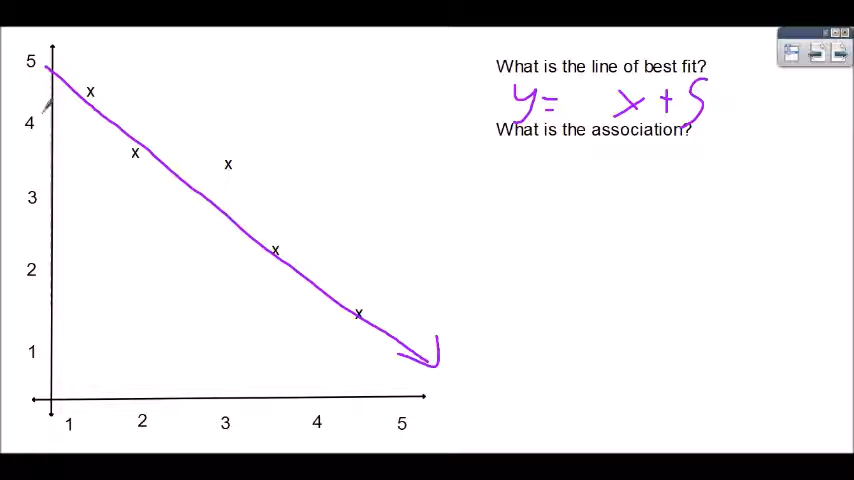 What is the line of best fit?
y= x+5
What is the association?
5
4
3
2
1
1 2 3 4 5